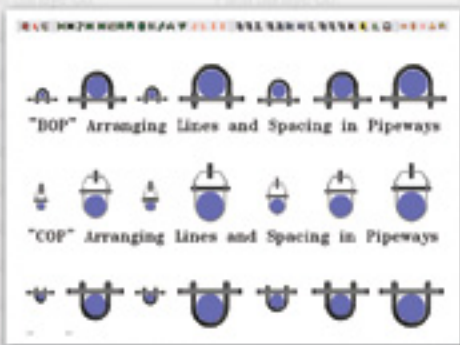 "BOP" Arranging Lines and Spacing in Pipeways
"COP" Arranging Lines and Spacing in Pipeways